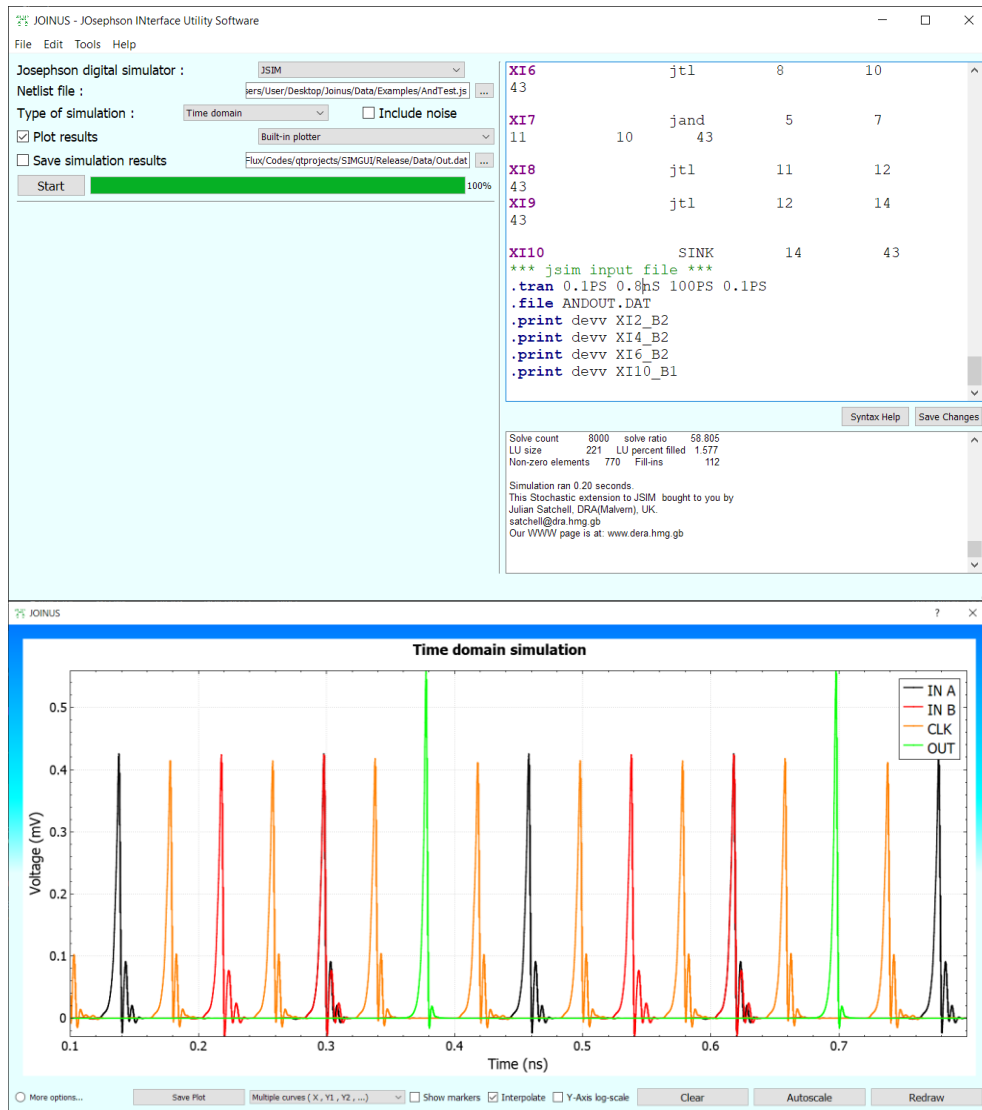 JOINUS - JOsephson INterface Utility Software
File Edit Tools Help
Josephson digital simulator : JSIM
Netlist file : sers/User/Desktop/Joinus/Data/Examples/AndTest.js ...
Type of simulation : Time domain Include noise
Plot results Built-in plotter
Save simulation results Flux/Codes/qtprojects/SIMGUI/Release/Data/Out.dat ...
Start 100%
XI6 jtl 8 10
43
XI7 jand 5 7
11 10 43
XI8 jtl 11 12
43
XI9 jtl 12 14
43
XI10 SINK 14 43
*** jsim input file ***
.tran 0.1PS 0.8nS 100PS 0.1PS
.file ANDOUT.DAT
.print devv XI2_B2
.print devv XI4_B2
.print devv XI6_B2
.print devv XI10_B1
Syntax Help Save Changes
Solve count 8000 solve ratio 58.805
LU size 221 LU percent filled 1.577
Non-zero elements 770 Fill-ins 112
Simulation ran 0.20 seconds.
This Stochastic extension to JSIM bought to you by
Julian Satchell, DRA(Malvern), UK.
satchell@dra.hmg.gb
Our WWW page is at: www.dera.hmg.gb
JOINUS ?
Time domain simulation
IN A
IN B
CLK
OUT
0.5
0.4
0.3
0.2
0.1
0
Voltage (mV)
0.1 0.2 0.3 0.4 0.5 0.6 0.7
Time (ns)
More options... Save Plot Multiple curves ( X , Y1 , Y2 , ...) Show markers Interpolate Y-Axis log-scale Clear Autoscale Redraw